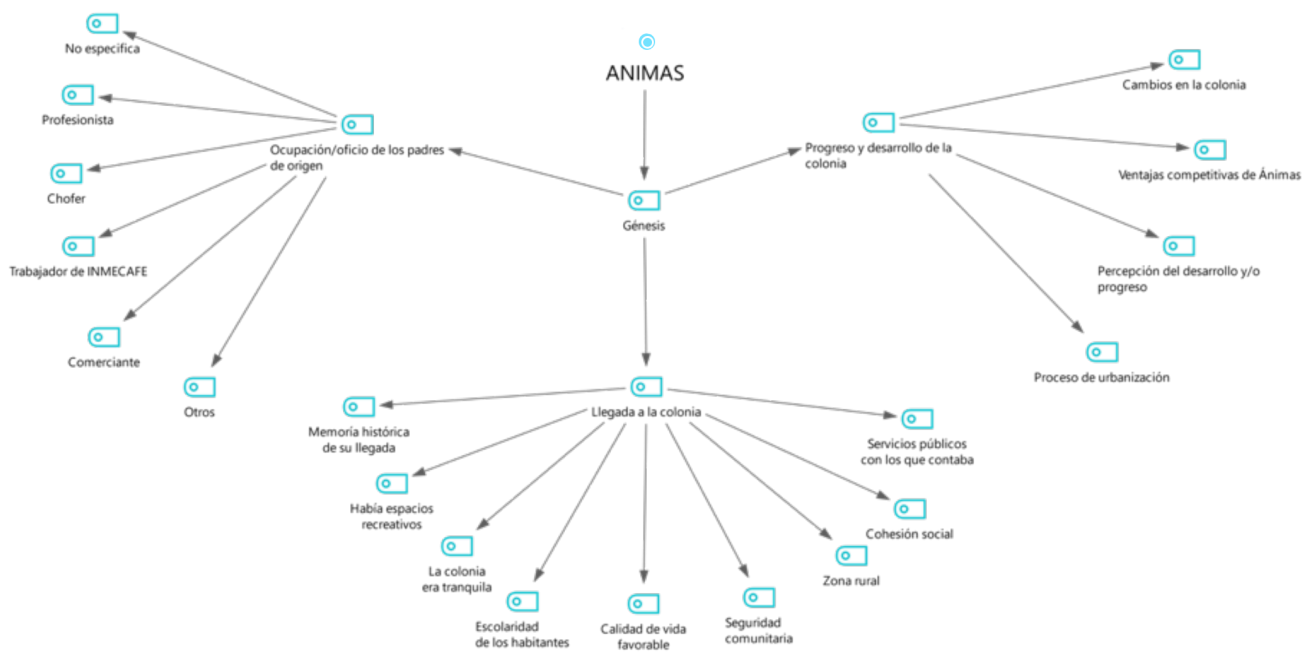 ANIMAS
Génesis
Ocupación/oficio de los padres
de origen
No especifica
Profesionista
Chofer
Trabajador de INMECAFE
Comerciante
Otros
Progreso y desarrollo de la
colonia
Cambios en la colonia
Ventajas competitivas de Ánimas
Percepción del desarrollo y/o
progreso
Proceso de urbanización
Llegada a la colonia
Memoría histórica
de su llegada
Había espacios
recreativos
La colonia
era tranquila
Escolaridad
de los habitantes
Calidad de vida
favorable
Seguridad
comunitaria
Zona rural
Cohesión social
Servicios públicos
con los que contaba